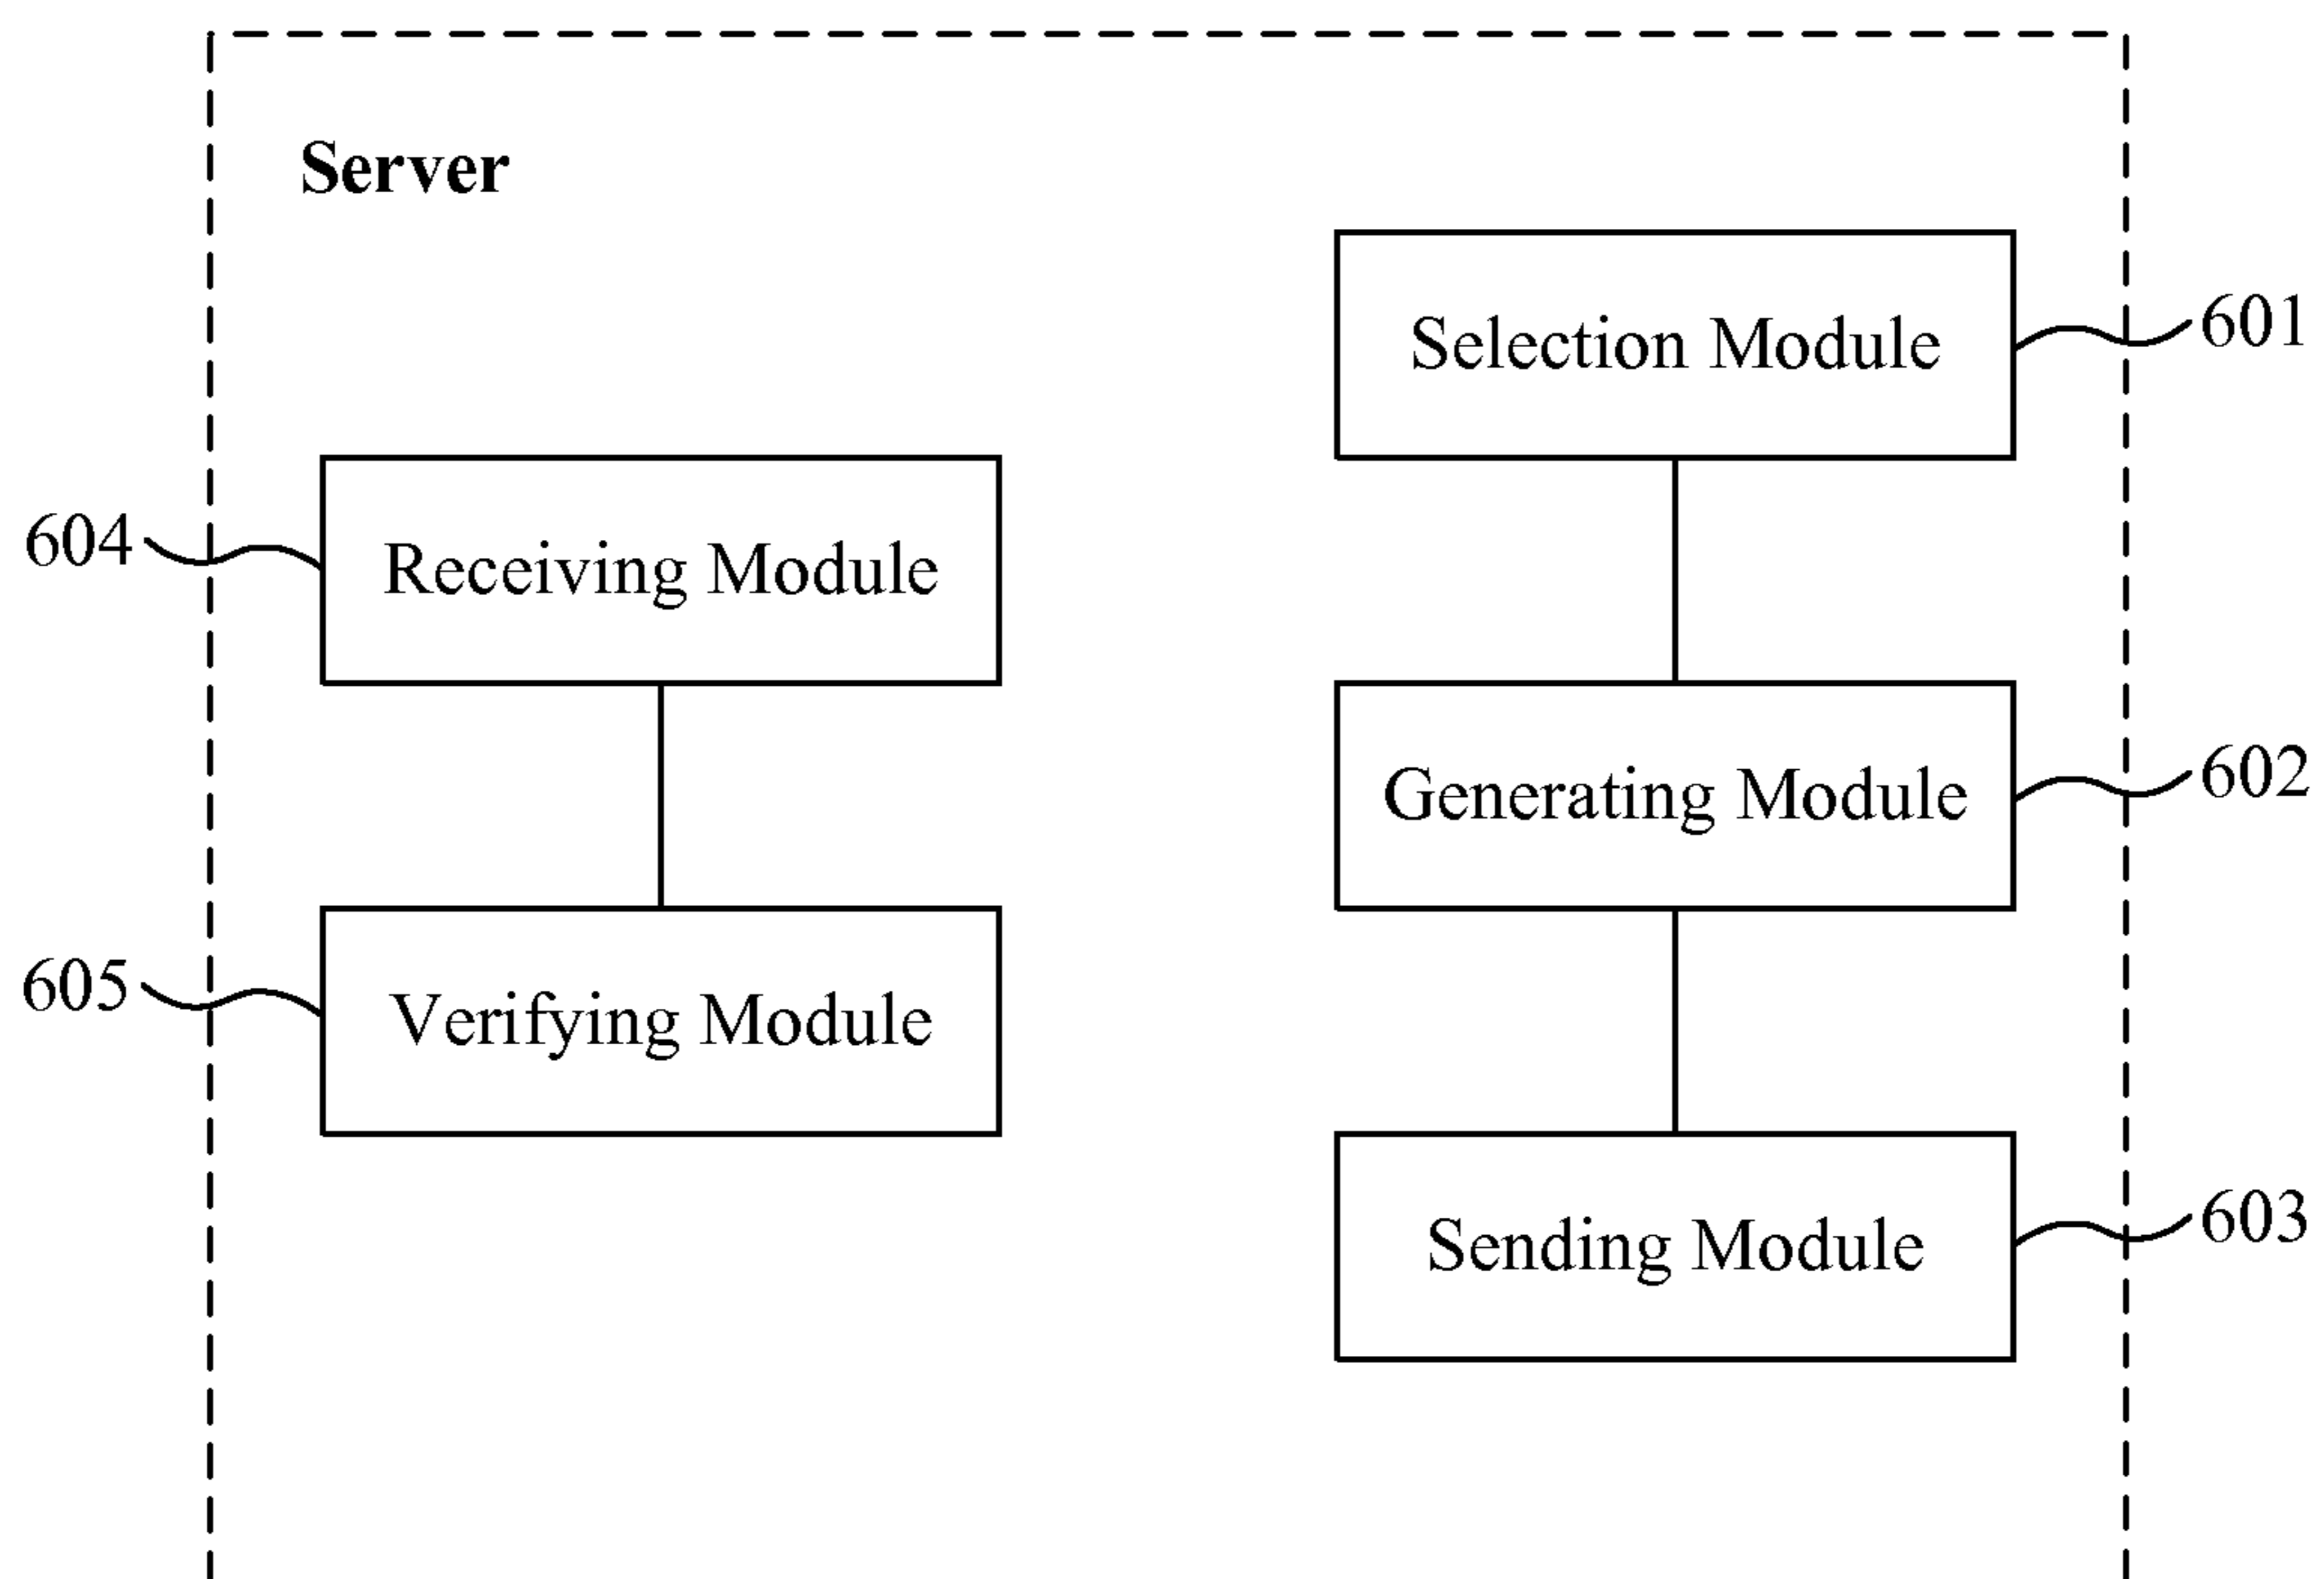 Server
Selection Module
601
604
Receiving Module
Generating Module
602
605
Verifying Module
Sending Module
603